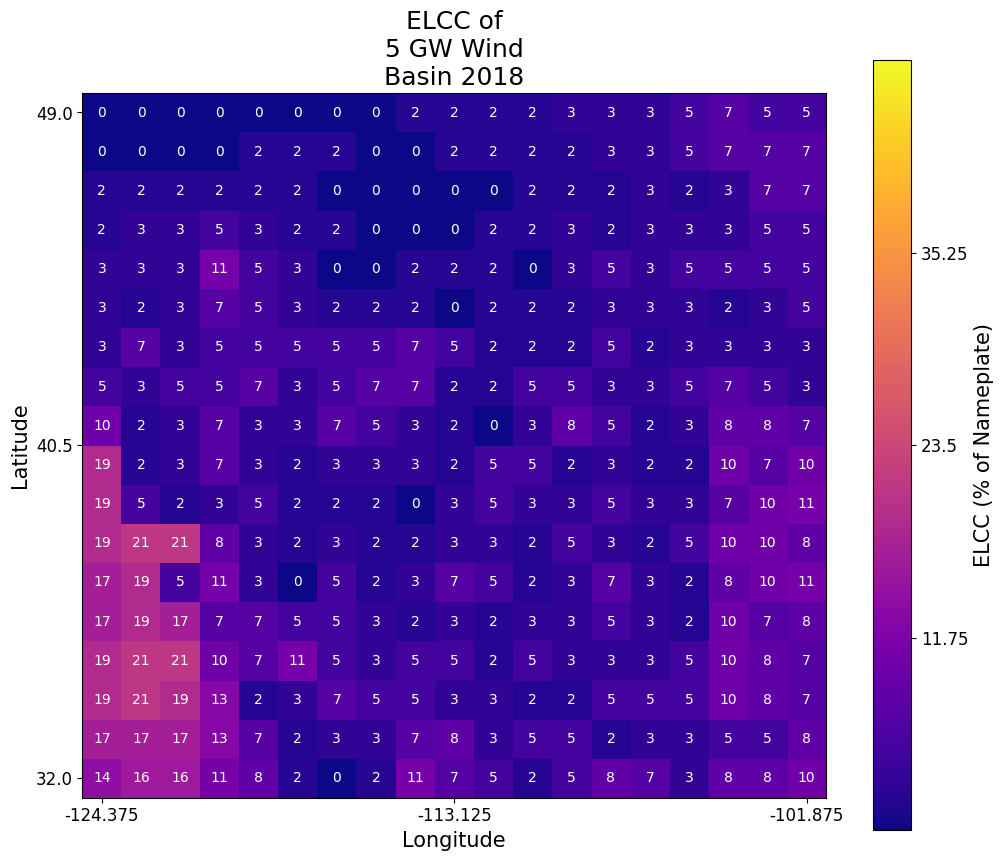 ELCC of
5 GW Wind
Basin 2018
49.0
0 0 0 0 0 0 0 0 2 2 2 2 3 3 3 5 7 5 5
0 0 0 0 2 2 2 0 0 2 2 2 2 3 3 5 7 7 7
2 2 2 2 2 2 0 0 0 0 0 2 2 2 3 2 3 7 7
2 3 3 5 3 2 2 0 0 0 2 2 3 2 3 3 3 5 5
3 3 3 11 5 3 0 0 2 2 2 0 3 5 3 5 5 5 5
3 2 3 7 5 3 2 2 2 0 2 2 2 3 3 3 2 3 5
3 7 3 5 5 5 5 5 7 5 2 2 2 5 2 3 3 3 3
5 3 5 5 7 3 5 7 7 2 2 5 5 3 3 5 7 5 3
40.5
10 2 3 7 3 3 7 5 3 2 0 3 8 5 2 3 8 8 7
19 2 3 7 3 2 3 3 3 2 5 5 2 3 2 2 10 7 10
19 5 2 3 5 2 2 2 0 3 5 3 3 5 3 3 7 10 11
19 21 21 8 3 2 3 2 2 3 3 2 5 3 2 5 10 10 8
17 19 5 11 3 0 5 2 3 7 5 2 3 7 3 2 8 10 11
17 19 17 7 7 5 5 3 2 3 2 3 3 5 3 2 10 7 8
19 21 21 10 7 11 5 3 5 5 2 5 3 3 3 5 10 8 7
19 21 19 13 2 3 7 5 5 3 3 2 2 5 5 5 10 8 7
17 17 17 13 7 2 3 3 7 8 3 5 5 2 3 3 5 5 8
32.0
14 16 16 11 8 2 0 2 11 7 5 2 5 8 7 3 8 8 10
-124.375
-113.125
-101.875
Longitude
Latitude
35.25
23.5
11.75
ELCC (% of Nameplate)